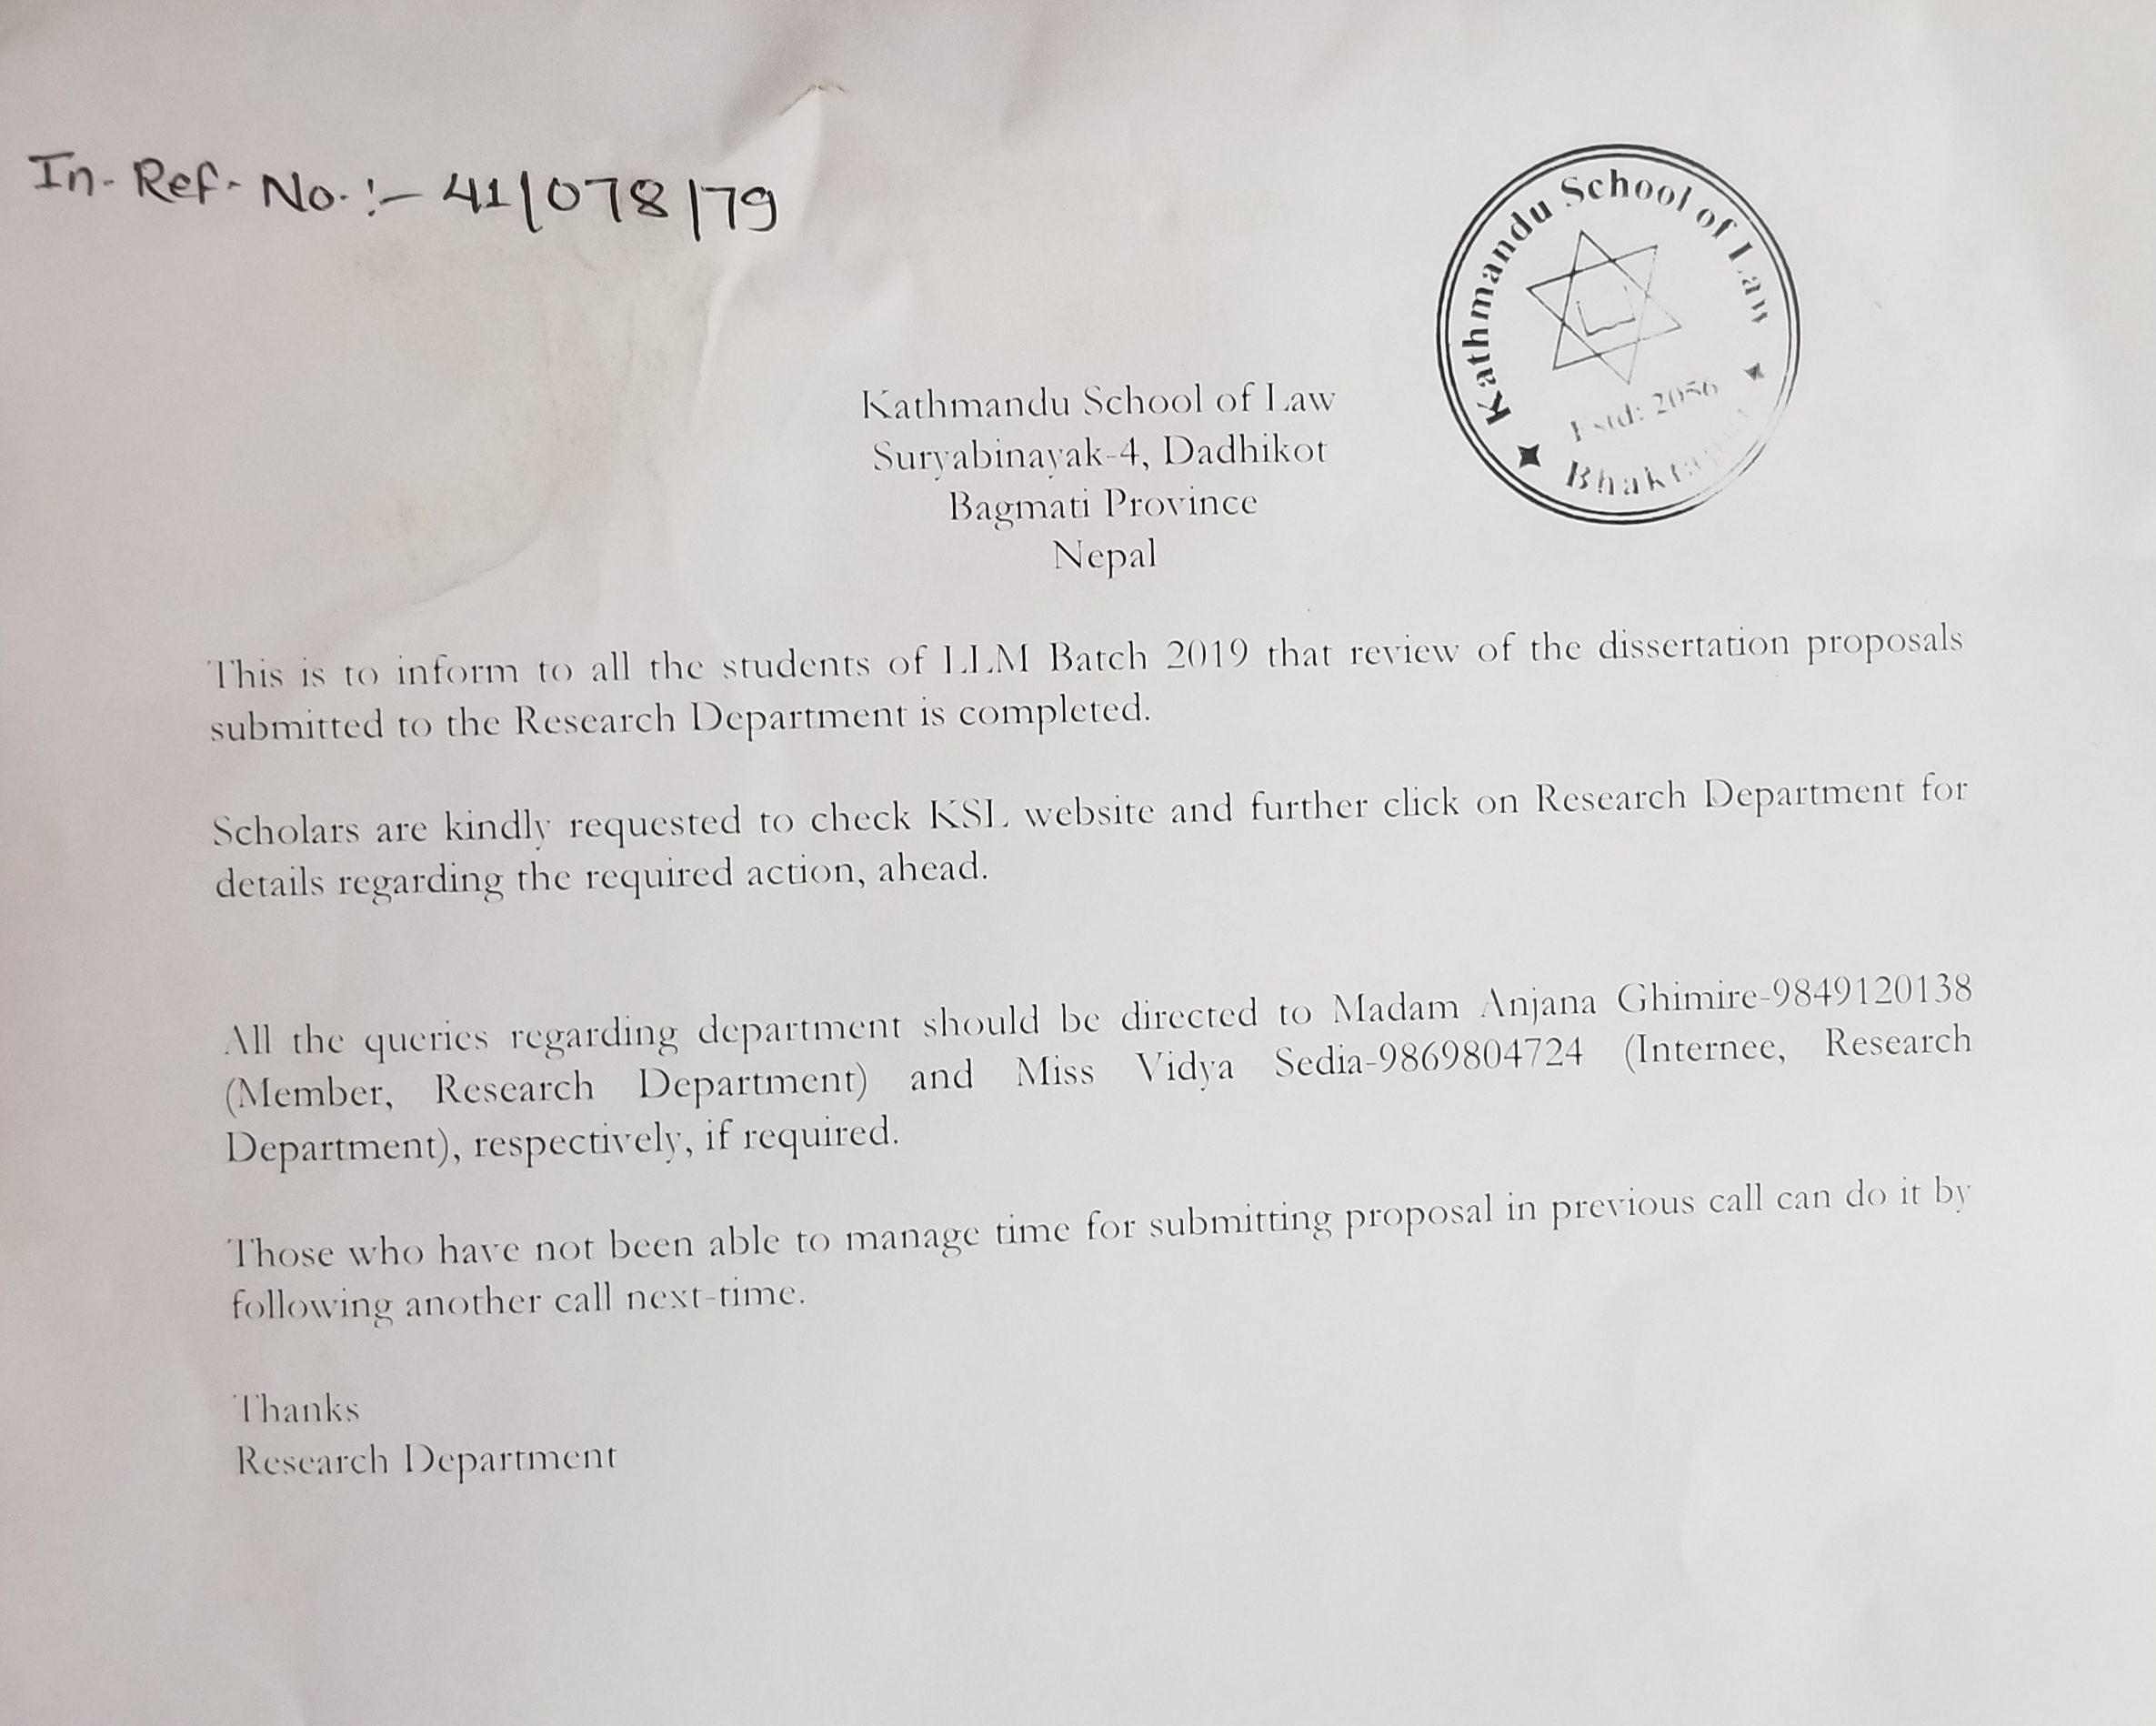 In. Ref. No. :- 41/078/79
Kathmandu School of Law
Estd: 2056
Kathmandu School of Law
Suryabinayak-4, Dadhikot
Bagmati Province
Nepal
This is to inform to all the students of LLM Batch 2019 that review of the dissertation proposals
submitted to the Research Department is completed.
Scholars are kindly requested to check KSL website and further click on Research Department for
details regarding the required action, ahead.
All the queries regarding department should be directed to Madam Anjana Ghimire-9849120138
(Member, Research Department) and Miss Vidya Sedia-9869804724 (Internee, Research
Department), respectively, if required.
Those who have not been able to manage time for submitting proposal in previous call can do it by
following another call next-time.
Thanks
Research Department